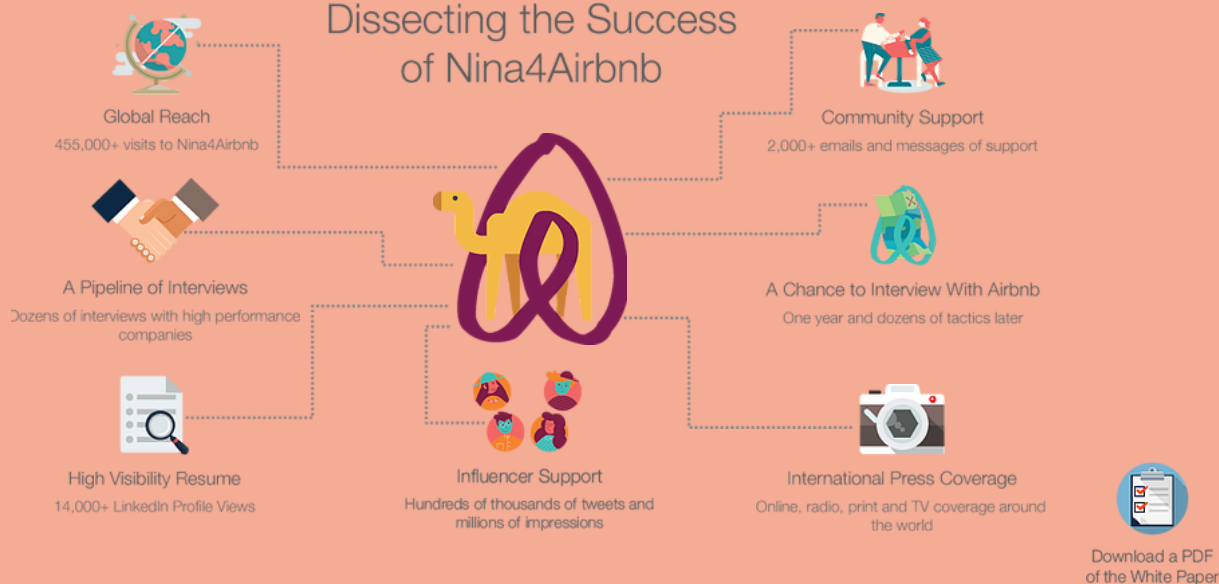 Dissecting the Success
of Nina4Airbnb
Global Reach
455,000+ visits to Nina4Airbnb
Community Support
2,000+ emails and messages of support
A Pipeline of Interviews
Dozens of interviews with high performance
companies
A Chance to Interview With Airbnb
One year and dozens of tactics later
High Visibility Resume
14,000+ LinkedIn Profile Views
Influencer Support
Hundreds of thousands of tweets and
millions of impressions
International Press Coverage
Online, radio, print and TV coverage around
the world
Download a PDF
of the White Paper